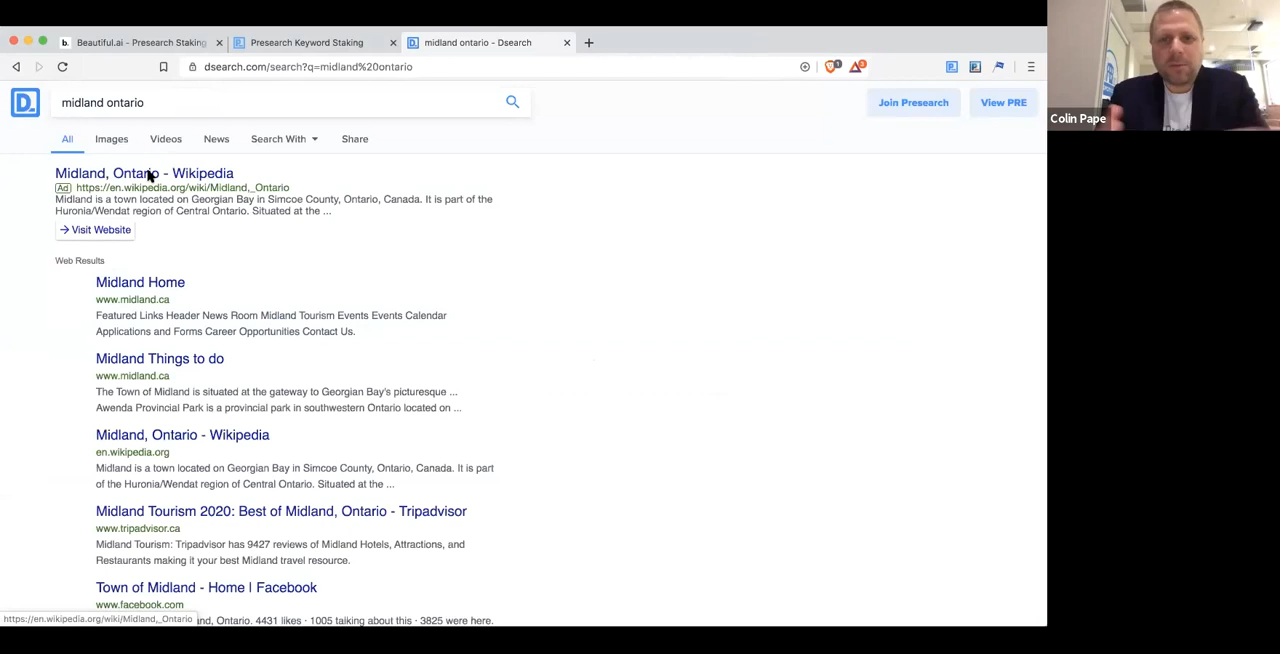 Beautiful.ai - Presearch Staking
Presearch Keyword Staking
midland ontario - Dsearch
dsearch.com/search?q=midland%20ontario
midland ontario
Join Presearch
View PRE
All
Images
Videos
News
Search With
Share
Colin Pape
Midland, Ontario - Wikipedia
Ad https://en.wikipedia.org/wiki/Midland,_Ontario
Midland is a town located on Georgian Bay in Simcoe County, Ontario, Canada. It is part of the
Huronia/Wendat region of Central Ontario. Situated at the ...
Visit Website
Web Results
Midland Home
www.midland.ca
Featured Links Header News Room Midland Tourism Events Events Calendar
Applications and Forms Career Opportunities Contact Us.
Midland Things to do
www.midland.ca
The Town of Midland is situated at the gateway to Georgian Bay's picturesque ...
Awenda Provincial Park is a provincial park in southwestern Ontario located on ...
Midland, Ontario - Wikipedia
en.wikipedia.org
Midland is a town located on Georgian Bay in Simcoe County, Ontario, Canada. It is part
of the Huronia/Wendat region of Central Ontario. Situated at the ...
Midland Tourism 2020: Best of Midland, Ontario - Tripadvisor
www.tripadvisor.ca
Midland Tourism: Tripadvisor has 9427 reviews of Midland Hotels, Attractions, and
Restaurants making it your best Midland travel resource.
Town of Midland - Home | Facebook
www.facebook.com
https://en.wikipedia.org/wiki/Midland,_Ontario
nd, Ontario. 4431 likes · 1005 talking about this · 3825 were here.